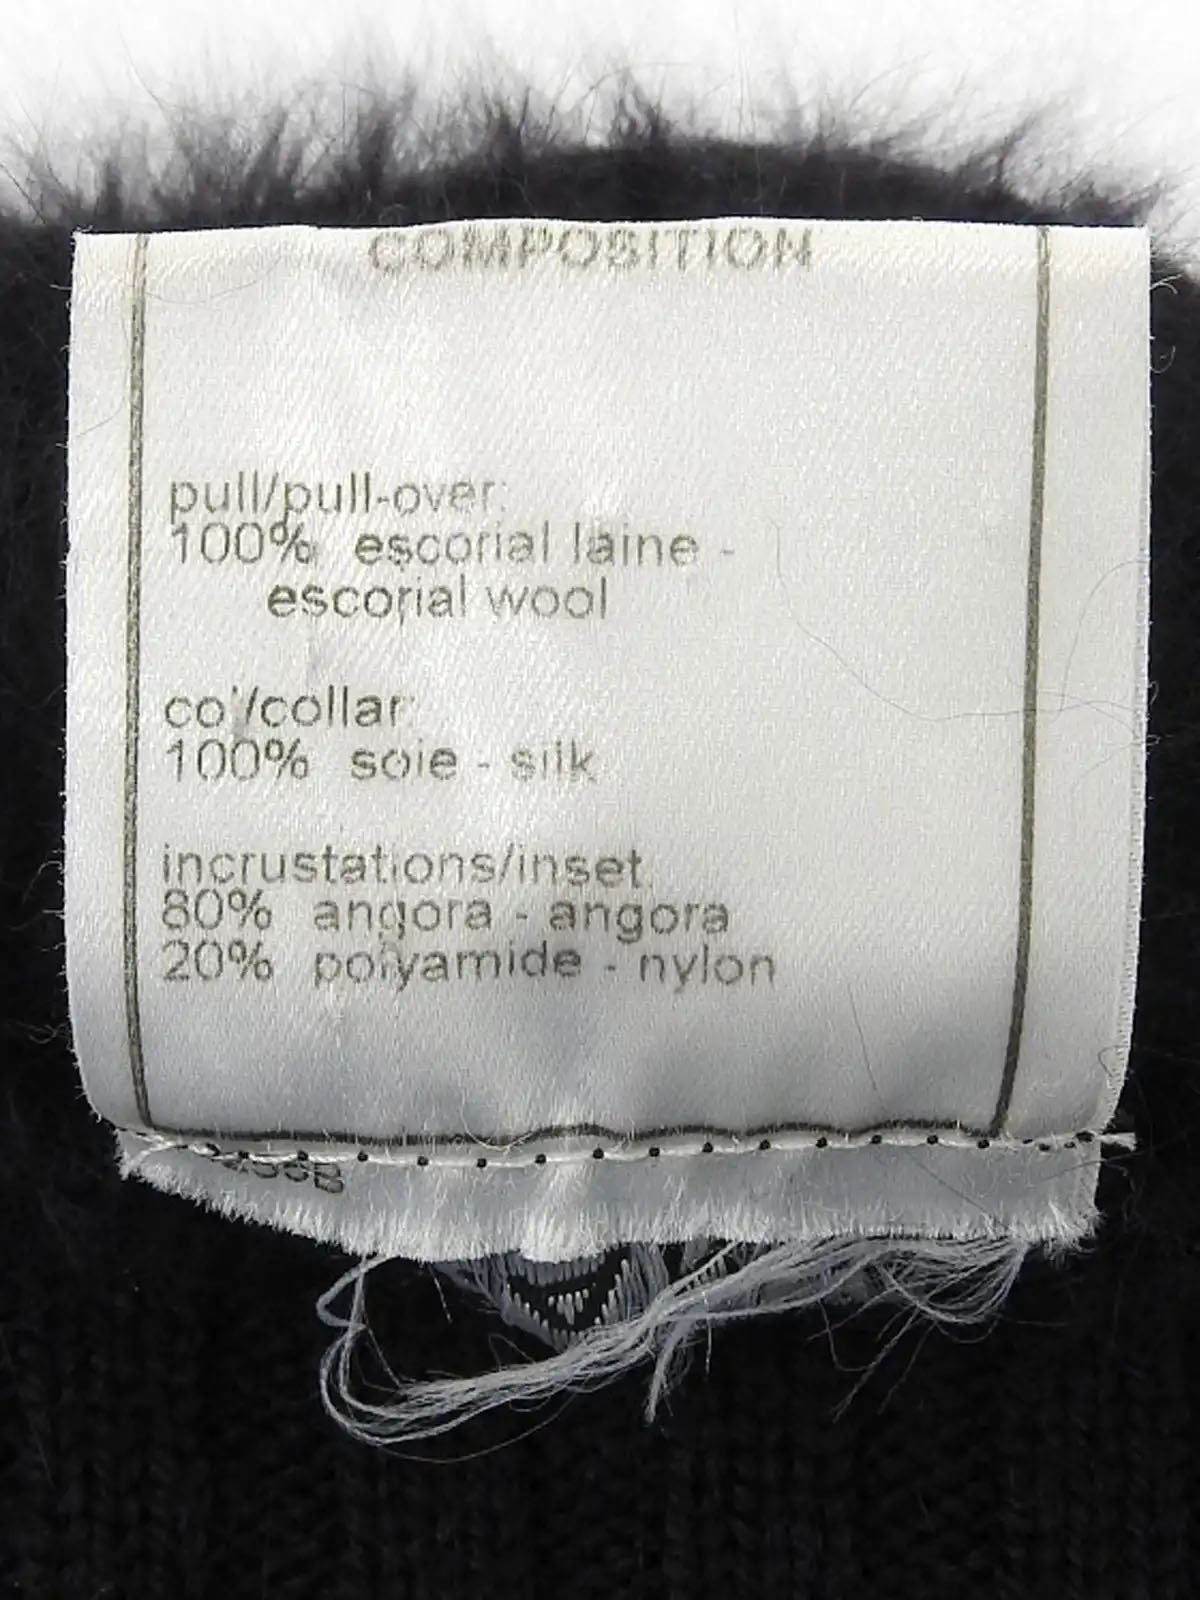 COMPOSITION
pull/pull-over:
100% escorial laine -
escorial wool
col/collar:
100% soie - silk
incrustations/inset
80% angora - angora
20% polyamide - nylon